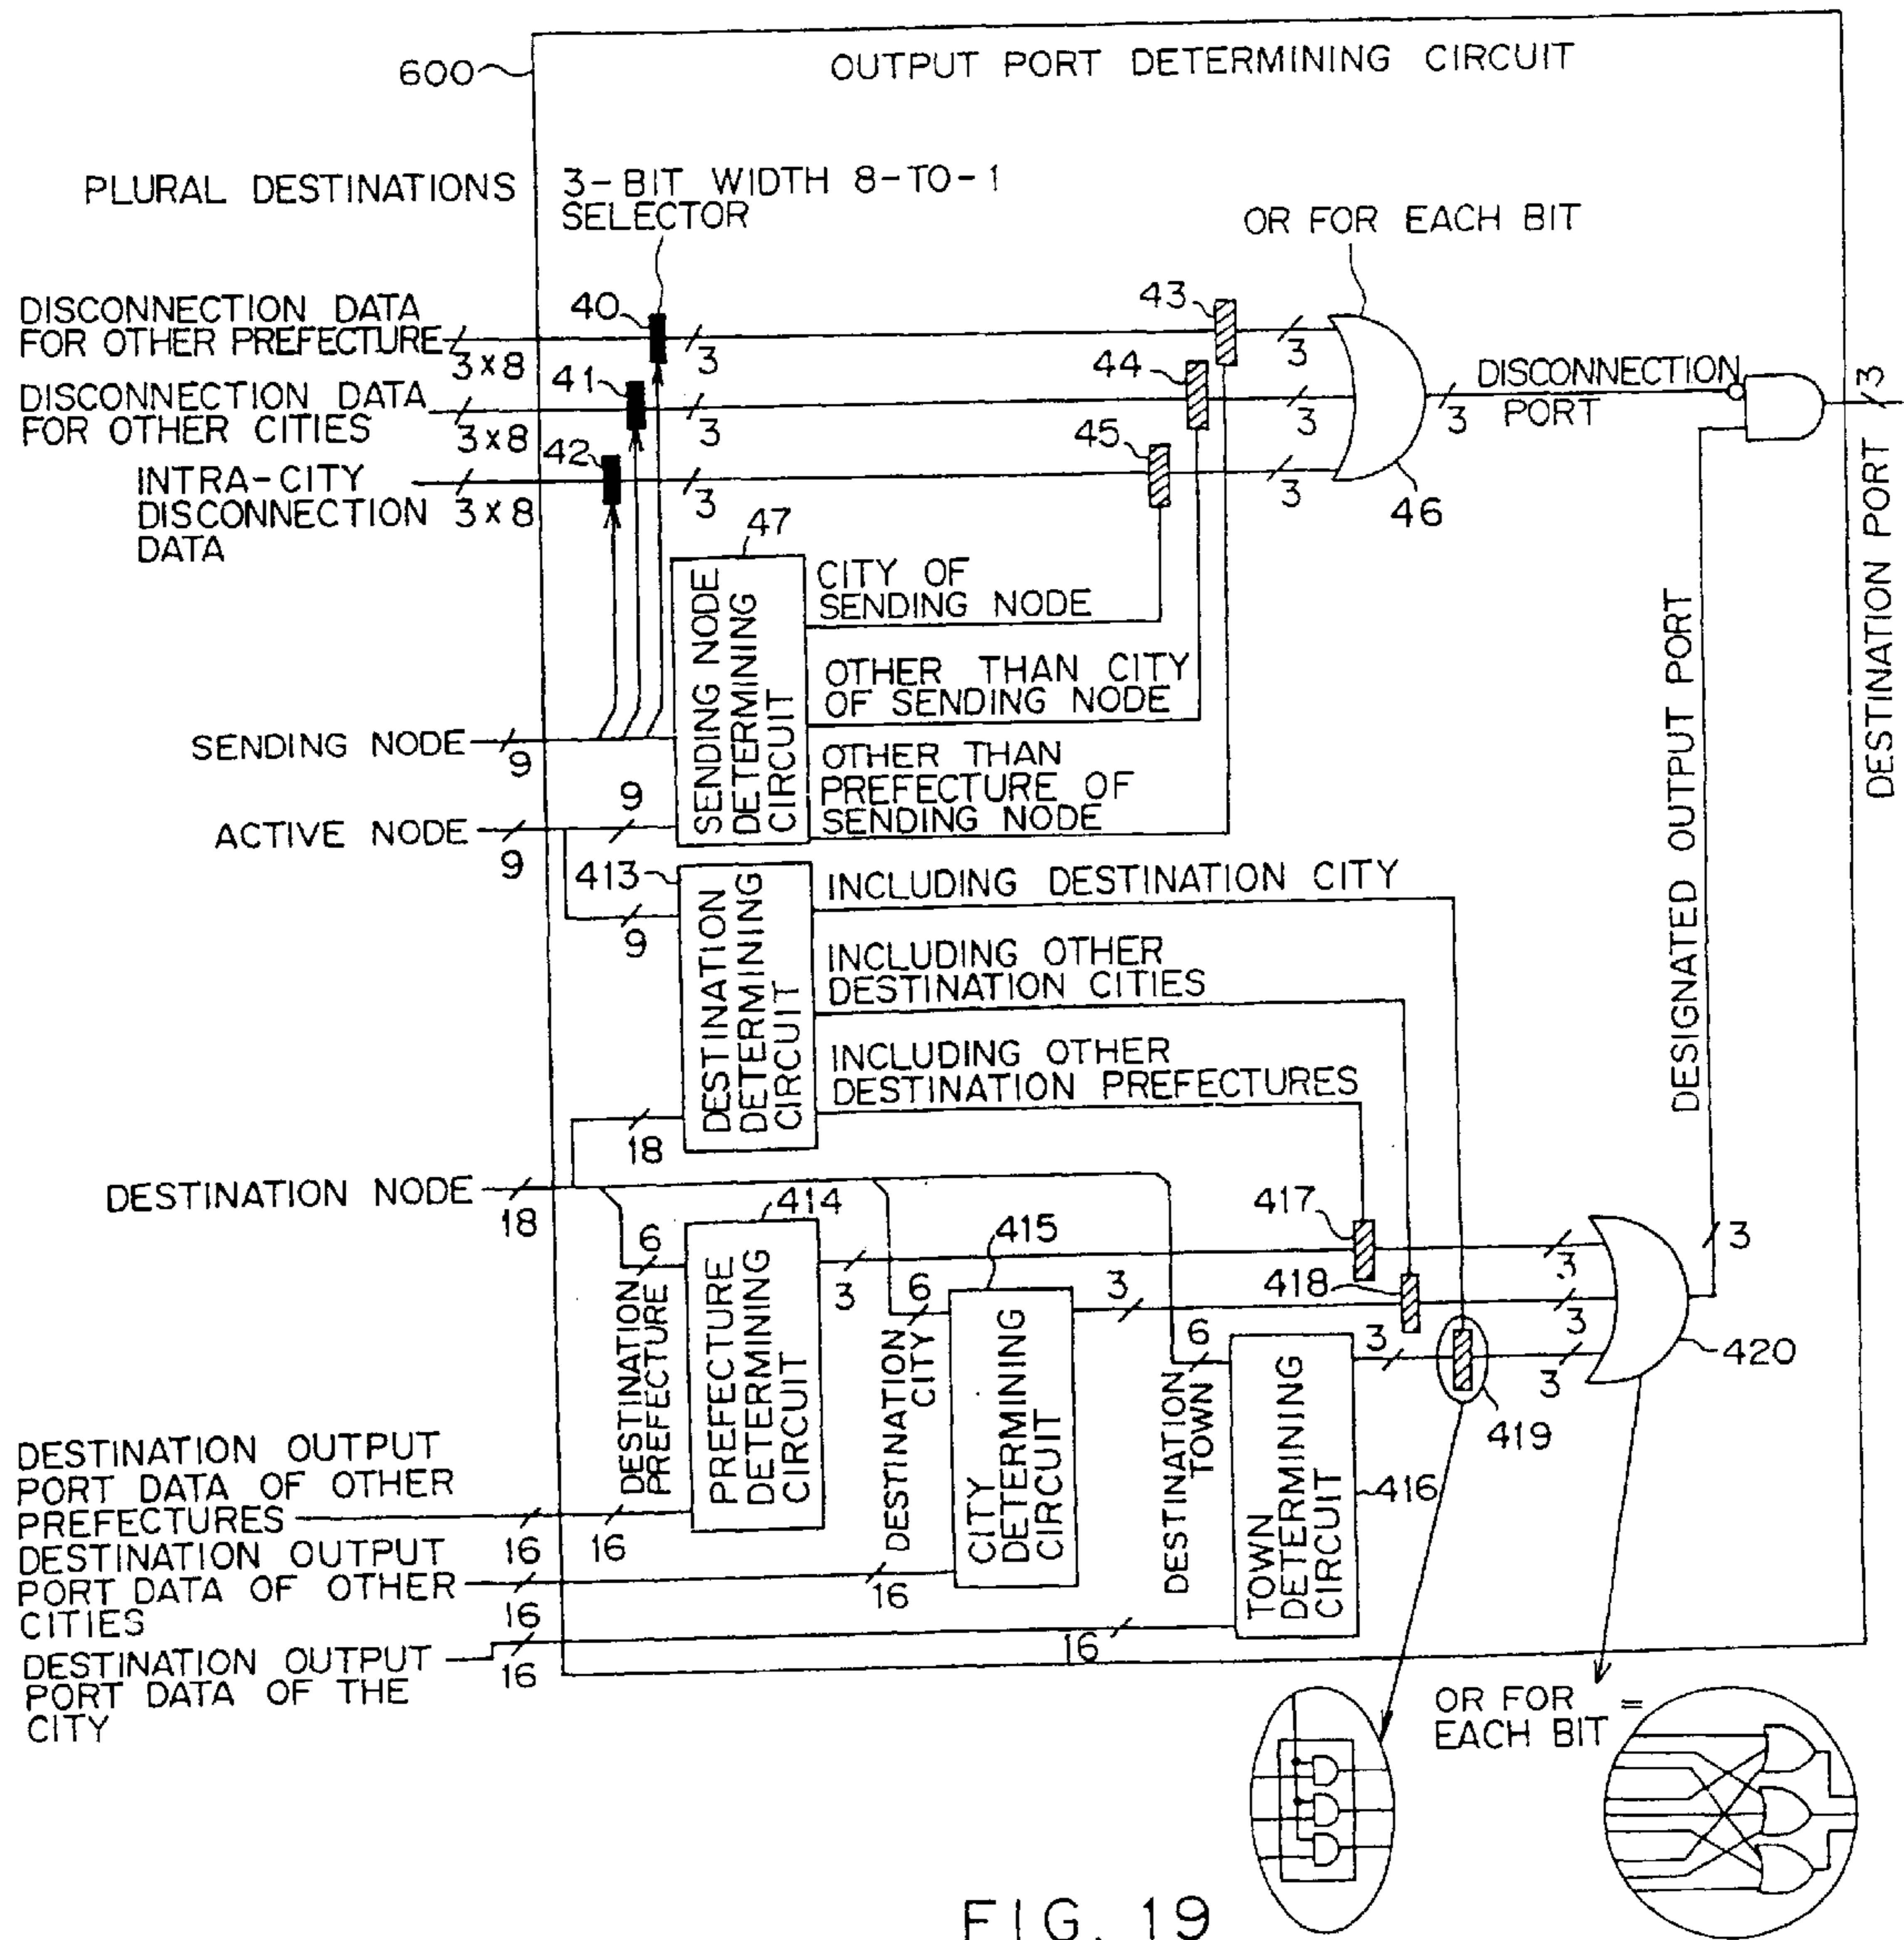 600
OUTPUT PORT DETERMINING CIRCUIT
PLURAL DESTINATIONS
3-BIT WIDTH 8-TO-1
SELECTOR
OR FOR EACH BIT
DISCONNECTION DATA
FOR OTHER PREFECTURE
3×8
40
3
43
3
DISCONNECTION DATA
FOR OTHER CITIES
3×8
41
3
44
3
INTRA-CITY
DISCONNECTION
DATA
3×8
42
3
45
3
46
3
DISCONNECTION
PORT
3
DESTINATION PORT
47
SENDING NODE
DETERMINING
CIRCUIT
CITY OF
SENDING NODE
OTHER THAN CITY
OF SENDING NODE
OTHER THAN
PREFECTURE OF
SENDING NODE
SENDING NODE
9
ACTIVE NODE
9
9
413
9
DESTINATION
DETERMINING
CIRCUIT
INCLUDING DESTINATION CITY
INCLUDING OTHER
DESTINATION CITIES
INCLUDING OTHER
DESTINATION PREFECTURES
18
DESIGNATED OUTPUT PORT
DESTINATION NODE
18
6
DESTINATION
PREFECTURE
414
PREFECTURE
DETERMINING
CIRCUIT
3
417
3
6
DESTINATION
CITY
415
CITY
DETERMINING
CIRCUIT
3
418
3
6
DESTINATION
TOWN
416
TOWN
DETERMINING
CIRCUIT
3
419
3
420
3
DESTINATION OUTPUT
PORT DATA OF OTHER
PREFECTURES
16
16
DESTINATION OUTPUT
PORT DATA OF OTHER
CITIES
16
16
DESTINATION OUTPUT
PORT DATA OF THE
CITY
16
16
OR FOR
EACH BIT =
FIG. 19